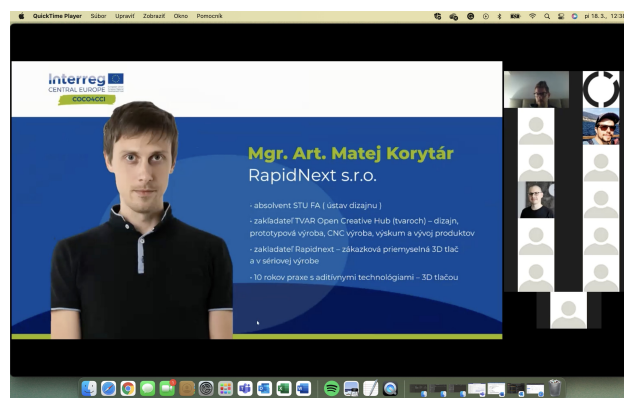 QuickTime Player Súbor Upraviť Zobraziť Okno Pomocník pi 18.3., 12:38
Interreg
CENTRAL EUROPE
COCO4CCI
Mgr. Art. Matej Korytár
RapidNext s.r.o.
- absolvent STU FA ( ústav dizajnu )
- zakľadateľ TVAR Open Creative Hub (tvaroch) – dizajn,
prototypová výroba, CNC výroba, výskum a vývoj produktov
- zakladateľ Rapidnext – zákazková priemyselná 3D tlač
a v sériovej výrobe
- 10 rokov praxe s aditívnymi technológiami – 3D tlačou